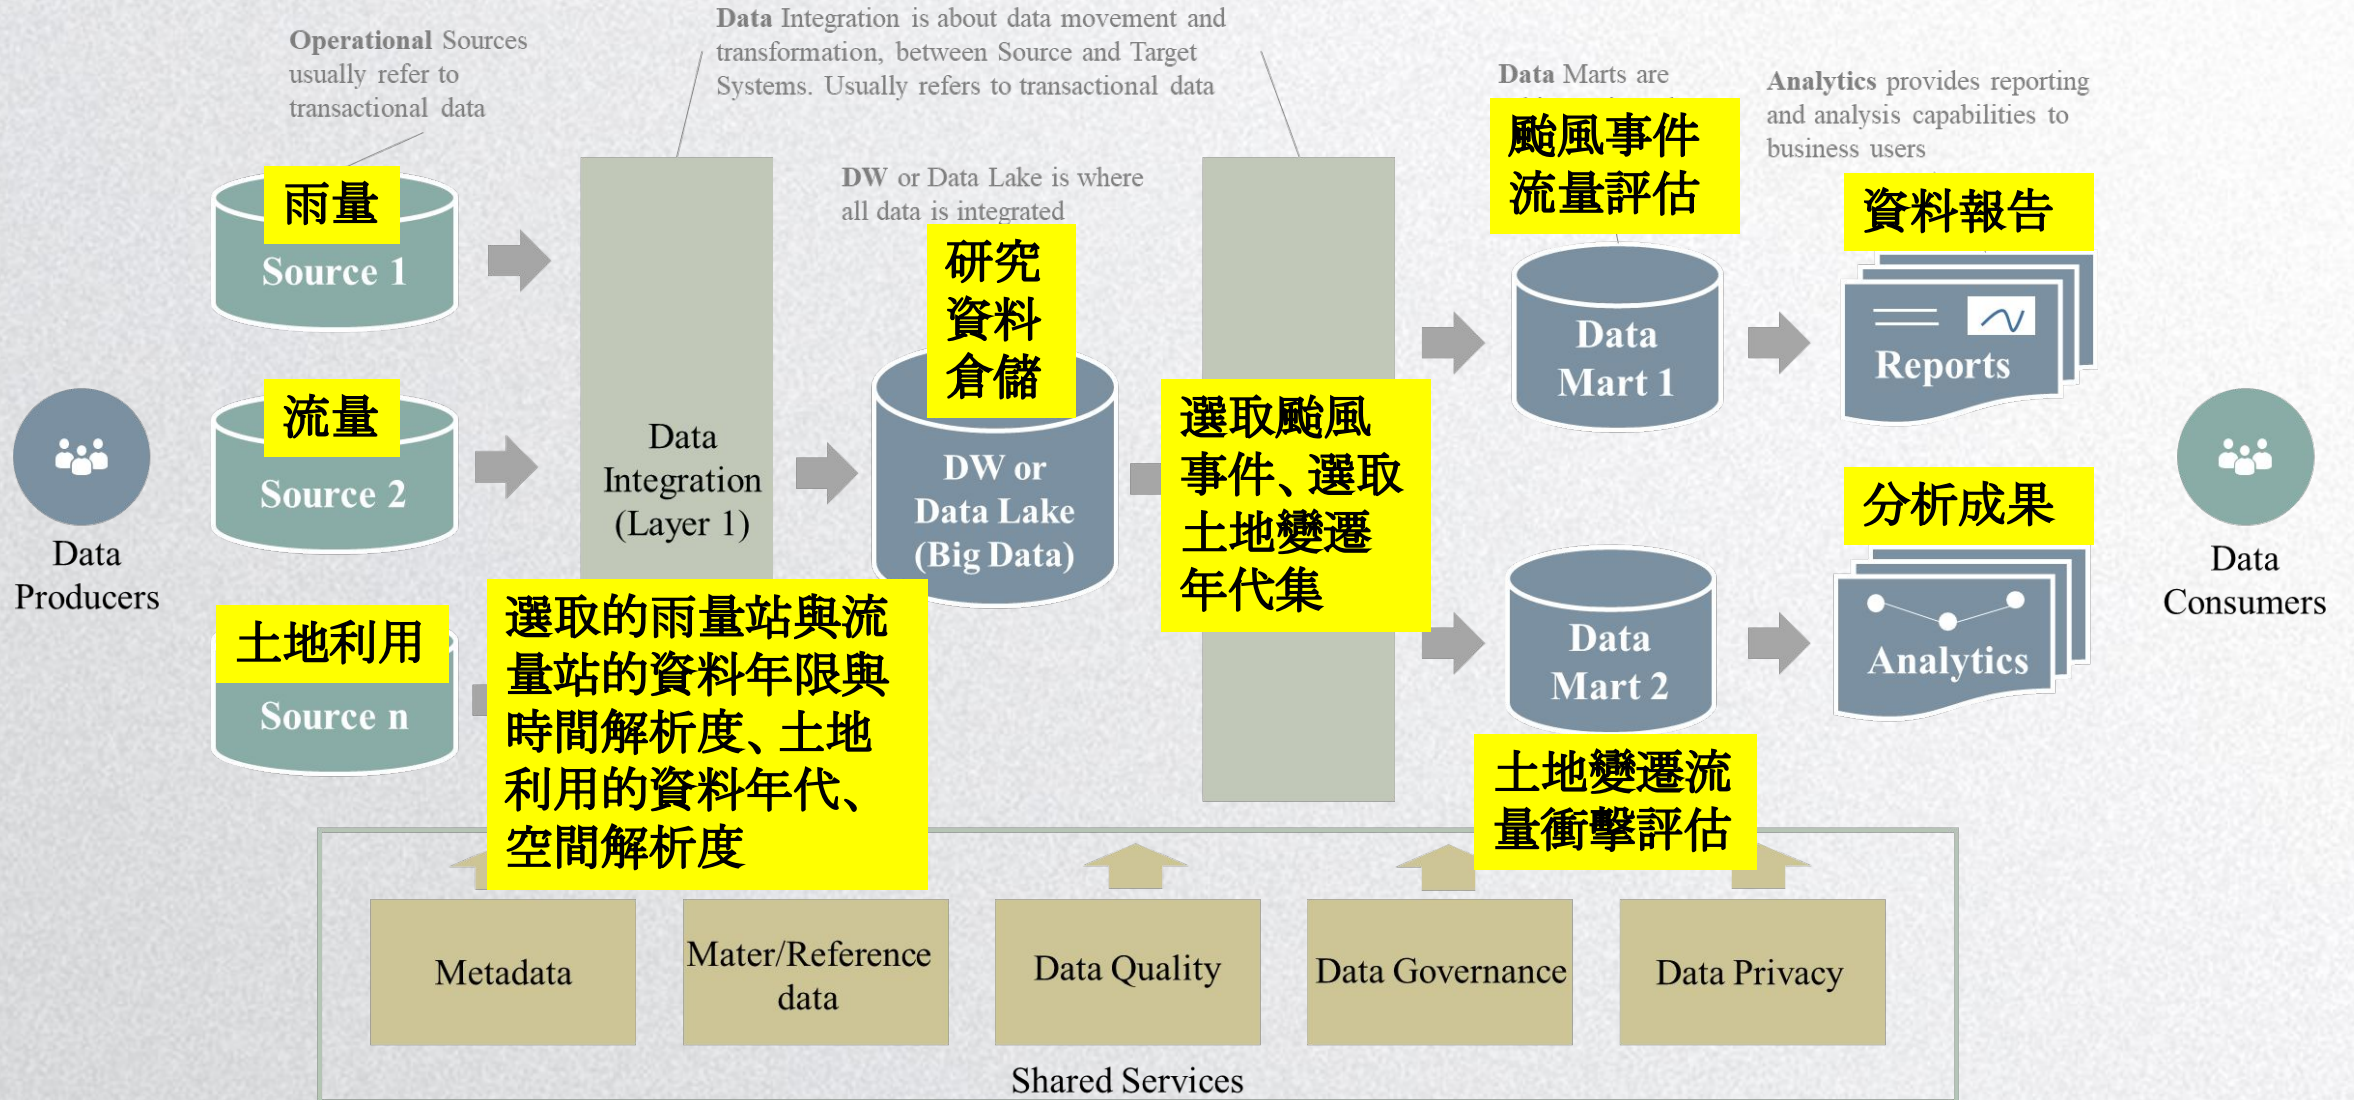 Operational Sources
usually refer to
transactional data
Data Integration is about data movement and
transformation, between Source and Target
Systems. Usually refers to transactional data
Data Marts are
Analytics provides reporting
and analysis capabilities to
business users
DW or Data Lake is where
all data is integrated
雨量
Source 1
流量
Source 2
土地利用
Source n
Data
Producers
Data
Integration
(Layer 1)
選取的雨量站與流
量站的資料年限與
時間解析度、土地
利用的資料年代、
空間解析度
研究
資料
倉儲
DW or
Data Lake
(Big Data)
選取颱風
事件、選取
土地變遷
年代集
颱風事件
流量評估
Data
Mart 1
Data
Mart 2
土地變遷流
量衝擊評估
資料報告
Reports
分析成果
Analytics
Data
Consumers
Metadata
Mater/Reference
data
Data Quality
Data Governance
Data Privacy
Shared Services